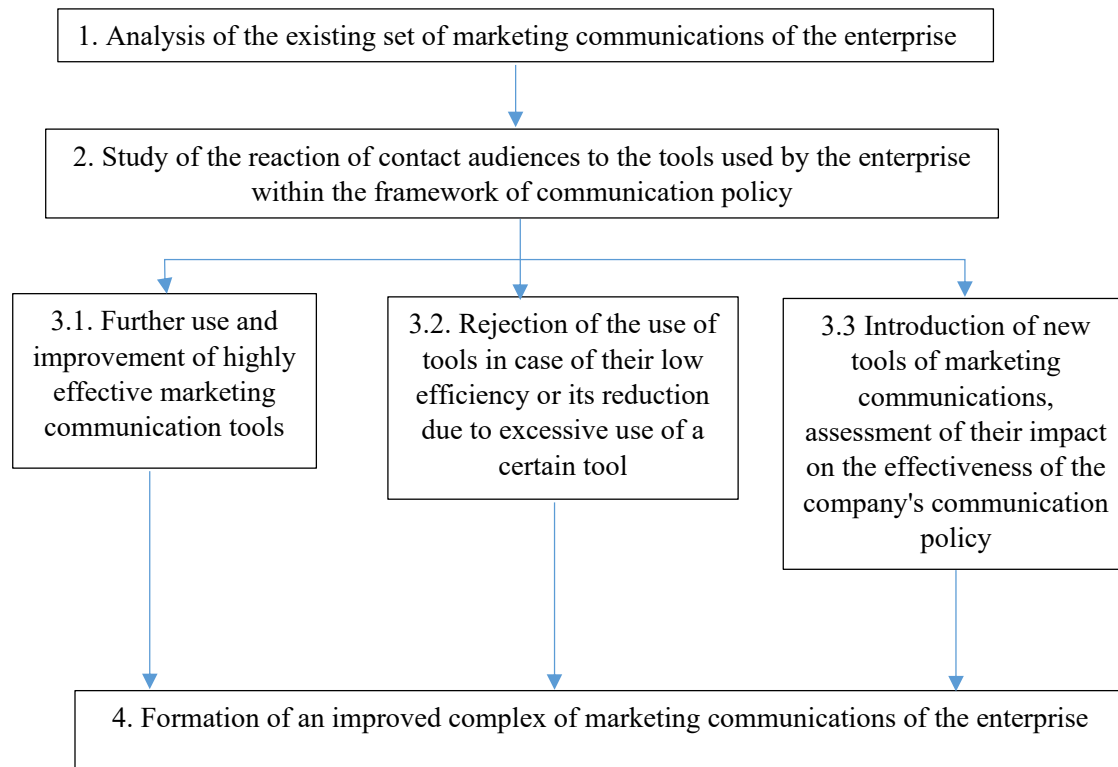 1. Analysis of the existing set of marketing communications of the enterprise
2. Study of the reaction of contact audiences to the tools used by the enterprise
within the framework of communication policy
3.1. Further use and
improvement of highly
effective marketing
communication tools
3.2. Rejection of the use of
tools in case of their low
efficiency or its reduction
due to excessive use of a
certain tool
3.3 Introduction of new
tools of marketing
communications,
assessment of their impact
on the effectiveness of the
company's communication
policy
4. Formation of an improved complex of marketing communications of the enterprise